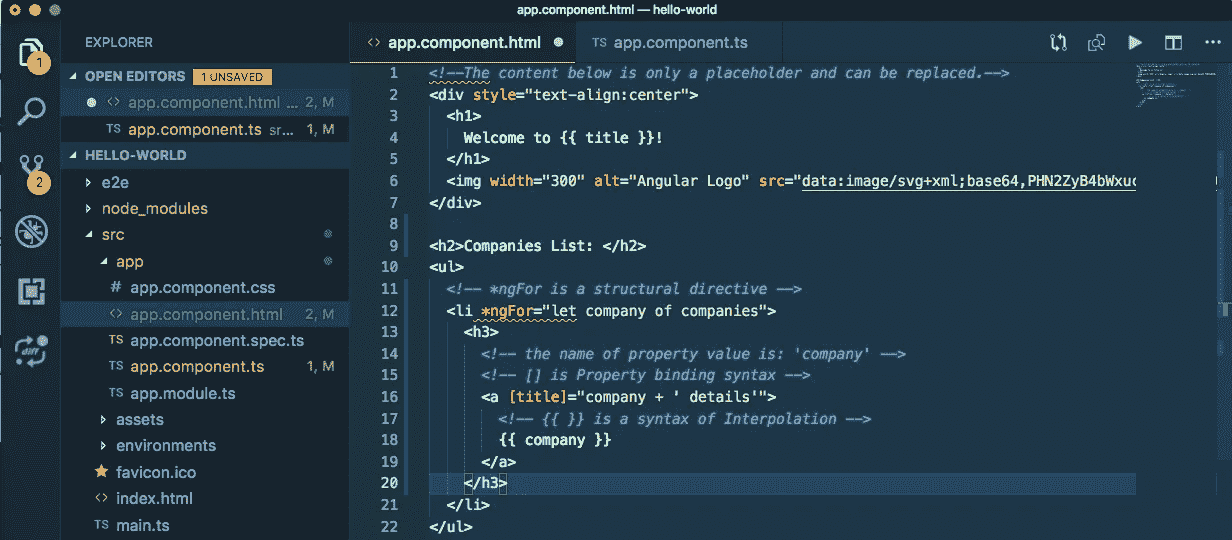 app.component.html — hello-world
EXPLORER
OPEN EDITORS 1 UNSAVED
<> app.component.html ... 2, M
TS app.component.ts sr... 1, M
HELLO-WORLD
e2e
node_modules
src
app
# app.component.css
<> app.component.html 2, M
TS app.component.spec.ts
TS app.component.ts 1, M
TS app.module.ts
assets
environments
favicon.ico
<> index.html
TS main.ts
1
2
<> app.component.html
TS app.component.ts
1 <!--The content below is only a placeholder and can be replaced.-->
2 <div style="text-align:center">
3 <h1>
4 Welcome to {{ title }}!
5 </h1>
6 <img width="300" alt="Angular Logo" src="data:image/svg+xml;base64,PHN2ZyB4bWxuc
7 </div>
8
9 <h2>Companies List: </h2>
10 <ul>
11 <!-- *ngFor is a structural directive -->
12 <li *ngFor="let company of companies">
13 <h3>
14 <!-- the name of property value is: 'company' -->
15 <!-- [] is Property binding syntax -->
16 <a [title]="company + ' details'">
17 <!-- {{ }} is a syntax of Interpolation -->
18 {{ company }}
19 </a>
20 </h3>
21 </li>
22 </ul>